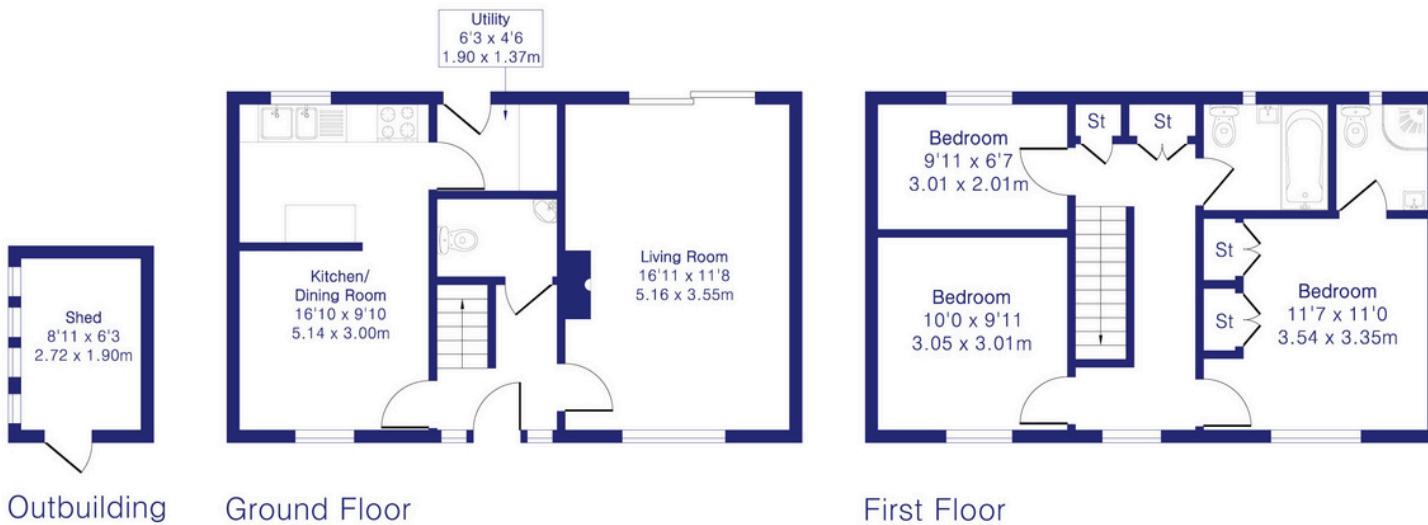 Utility
6'3 x 4'6
1.90 x 1.37m
Shed
8'11 x 6'3
2.72 x 1.90m
Kitchen/
Dining Room
16'10 x 9'10
5.14 x 3.00m
Living Room
16'11 x 11'8
5.16 x 3.55m
Bedroom
9'11 x 6'7
3.01 x 2.01m
St
St
Bedroom
10'0 x 9'11
3.05 x 3.01m
St
St
Bedroom
11'7 x 11'0
3.54 x 3.35m
Outbuilding
Ground Floor
First Floor